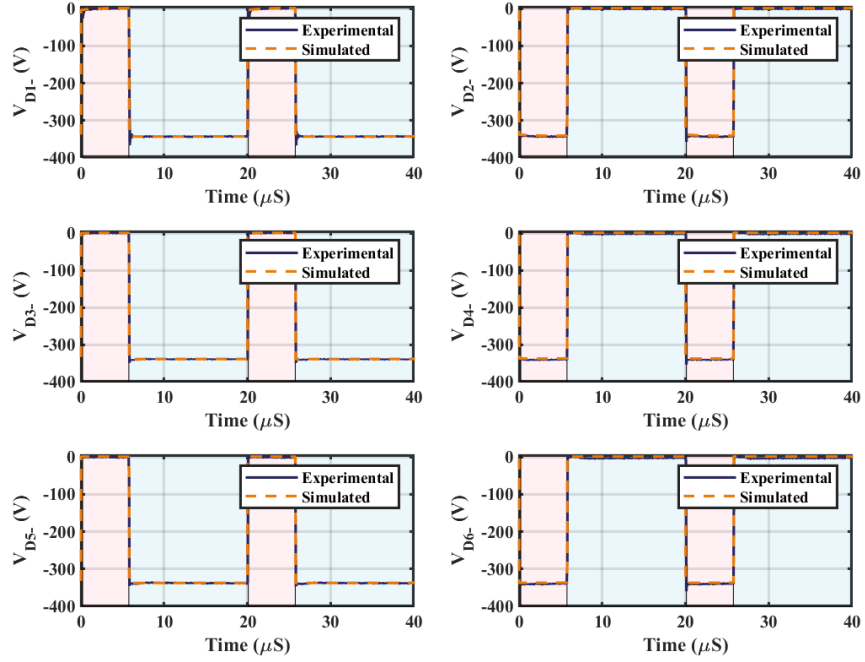 0
-100
-200
-300
-400
V_D1- (V)
Experimental
Simulated
0 10 20 30 40
Time (μS)
0
-100
-200
-300
-400
V_D2- (V)
Experimental
Simulated
0 10 20 30 40
Time (μS)
0
-100
-200
-300
-400
V_D3- (V)
Experimental
Simulated
0 10 20 30 40
Time (μS)
0
-100
-200
-300
-400
V_D4- (V)
Experimental
Simulated
0 10 20 30 40
Time (μS)
0
-100
-200
-300
-400
V_D5- (V)
Experimental
Simulated
0 10 20 30 40
Time (μS)
0
-100
-200
-300
-400
V_D6- (V)
Experimental
Simulated
0 10 20 30 40
Time (μS)